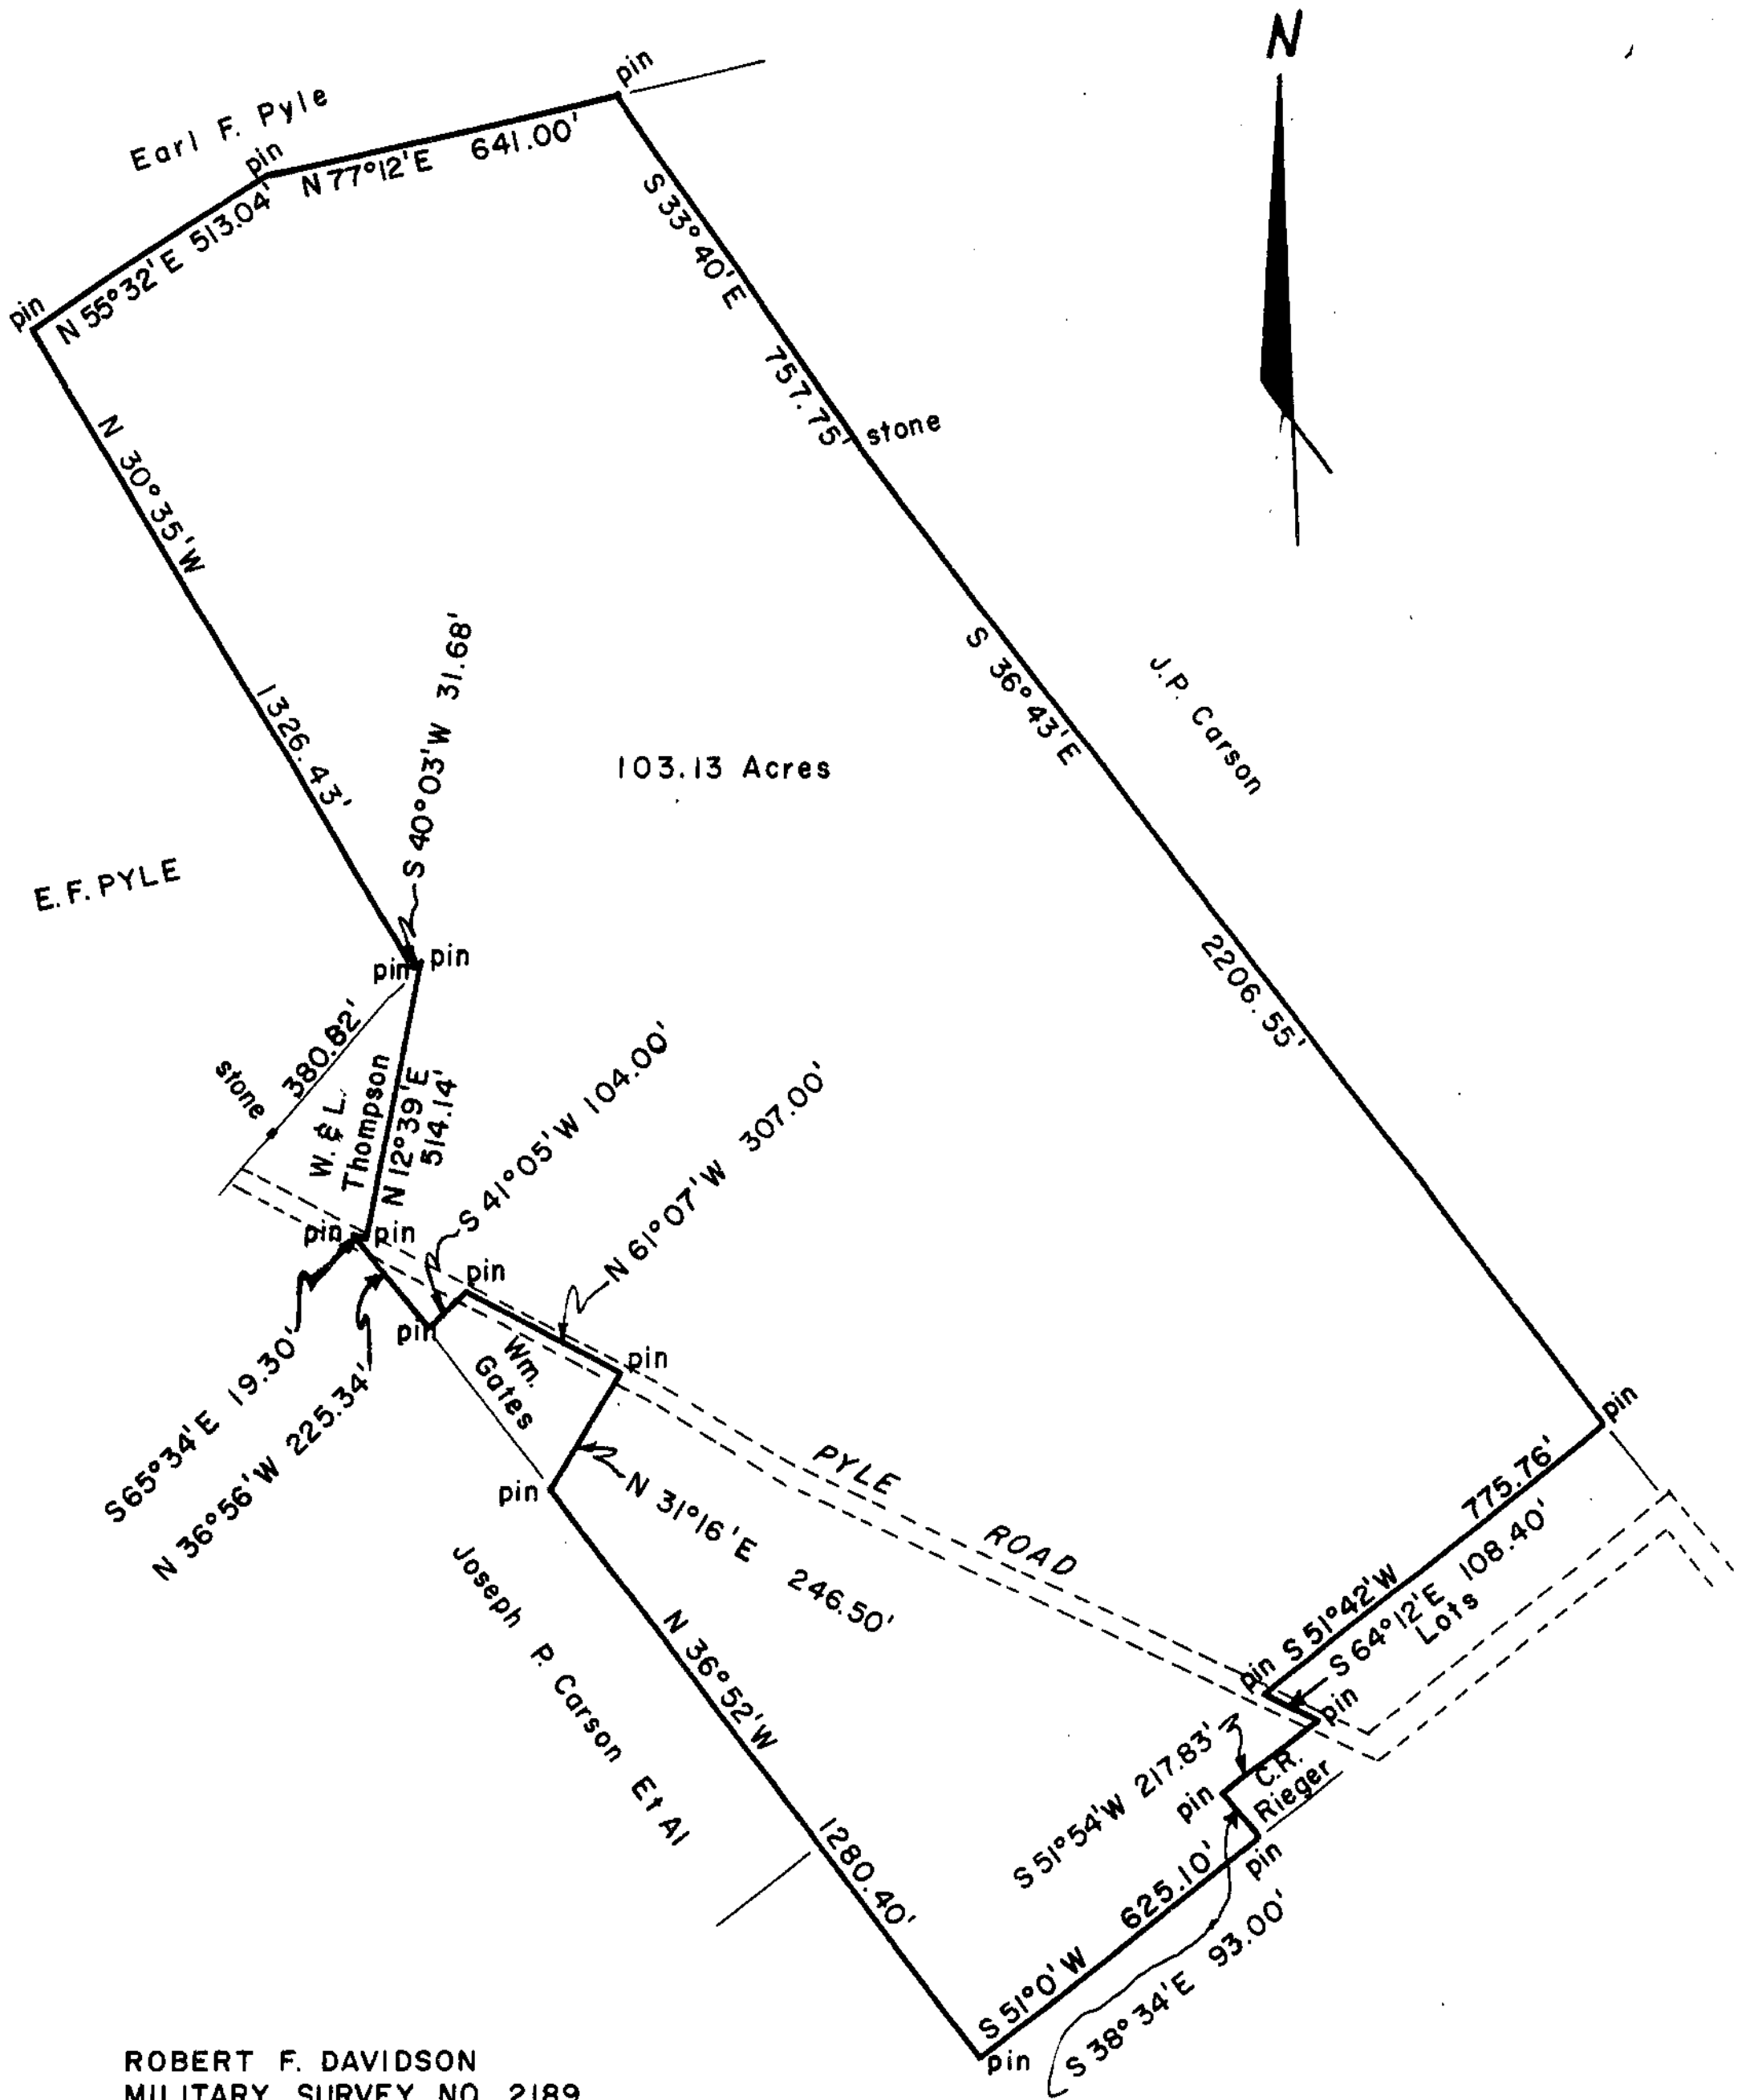 N
pin
Earl F. Pyle
pin
N 77°12'E 641.00'
N 55°32'E 513.04'
pin
S 33°40'E 757.75'
stone
N 30°35'W 1326.43'
S 36°43'E 2206.55'
J.P. Carson
S 40°03'W 31.68'
103.13 Acres
E.F. PYLE
pin
pin
380.82'
stone
W. & L.
Thompson
N 12°39'E
514.14'
S 41°05'W 104.00'
N 61°07'W 307.00'
pin
pin
pin
pin
pin
Wm.
Gates
S 65°34'E 19.30'
N 36°56'W 225.34'
pin
N 31°16'E 246.50'
PYLE ROAD
pin
S 51°42'W 775.76'
S 64°12'E 108.40'
Lots
pin
pin
Joseph P. Carson Et Al
N 36°52'W 1280.40'
S 51°54'W 217.83'
C.R.
Rieger
pin
pin
S 51°0'W 625.10'
S 38°34'E 93.00'
pin
ROBERT F. DAVIDSON
MILITARY SURVEY NO. 2189